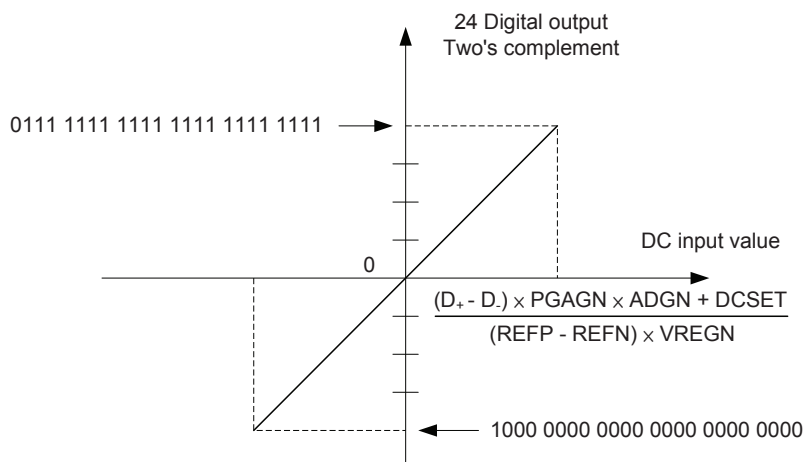 24 Digital output
Two's complement
0111 1111 1111 1111 1111 1111
DC input value
0
(D₊ - D₋) × PGAGN × ADGN + DCSET
(REFP - REFN) × VREGN
1000 0000 0000 0000 0000 0000